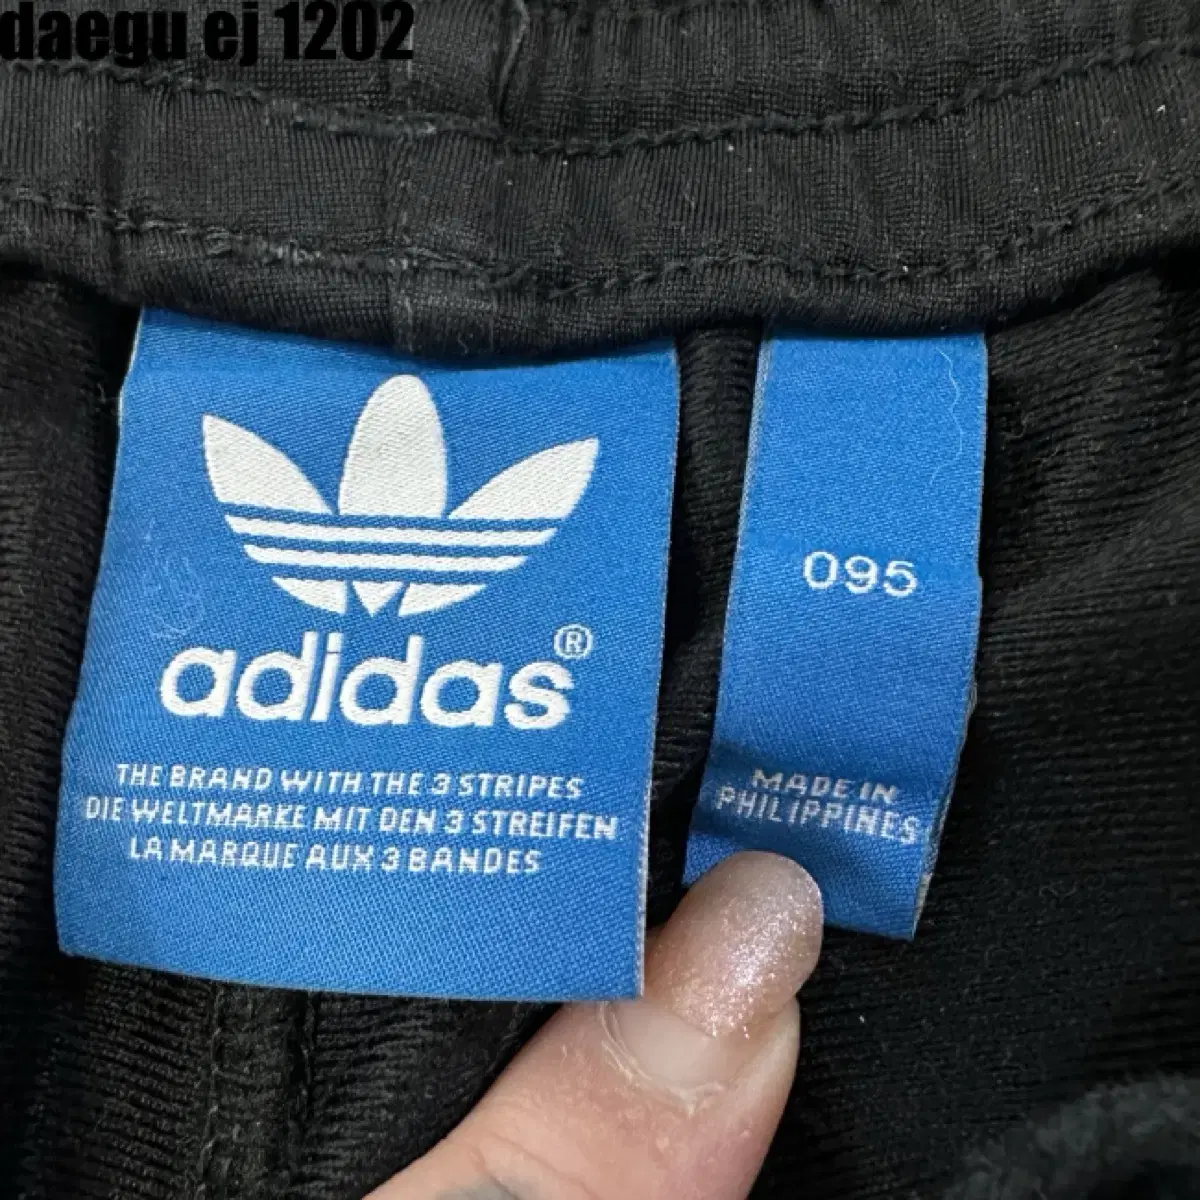 daegu ej 1202
adidas®
THE BRAND WITH THE 3 STRIPES
DIE WELTMARKE MIT DEN 3 STREIFEN
LA MARQUE AUX 3 BANDES
095
MADE IN
PHILIPPINES